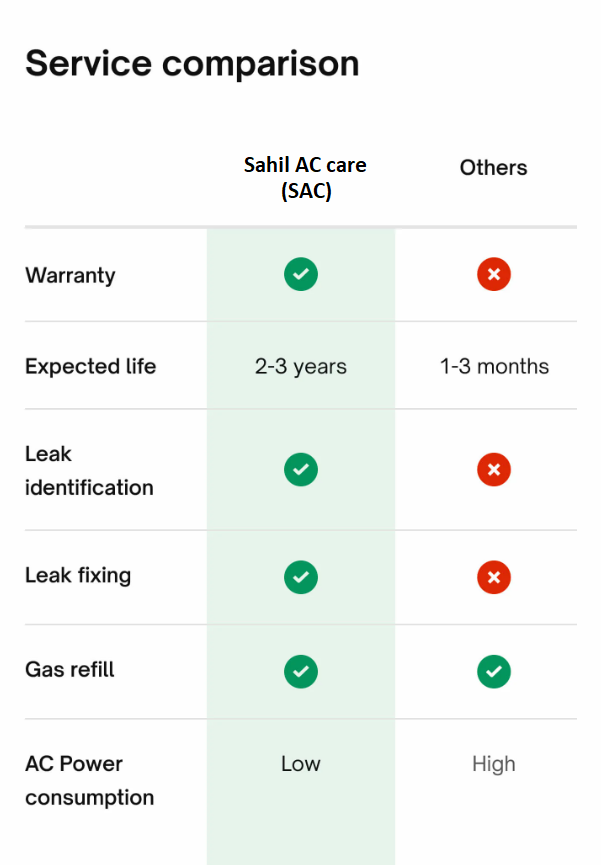 Service comparison
Sahil AC care
(SAC)
Others
Warranty
Expected life
2-3 years
1-3 months
Leak
identification
Leak fixing
Gas refill
AC Power
consumption
Low
High